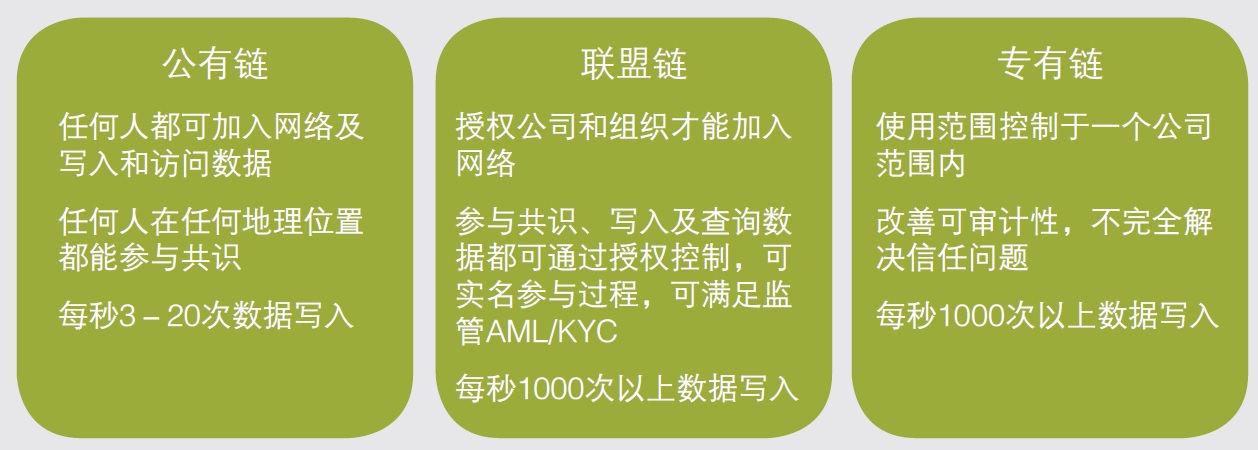 公有链
任何人都可加入网络及
写入和访问数据
任何人在任何地理位置
都能参与共识
每秒3 – 20次数据写入
联盟链
授权公司和组织才能加入
网络
参与共识、写入及查询数
据都可通过授权控制，可
实名参与过程，可满足监
管AML/KYC
每秒1000次以上数据写入
专有链
使用范围控制于一个公司
范围内
改善可审计性，不完全解
决信任问题
每秒1000次以上数据写入